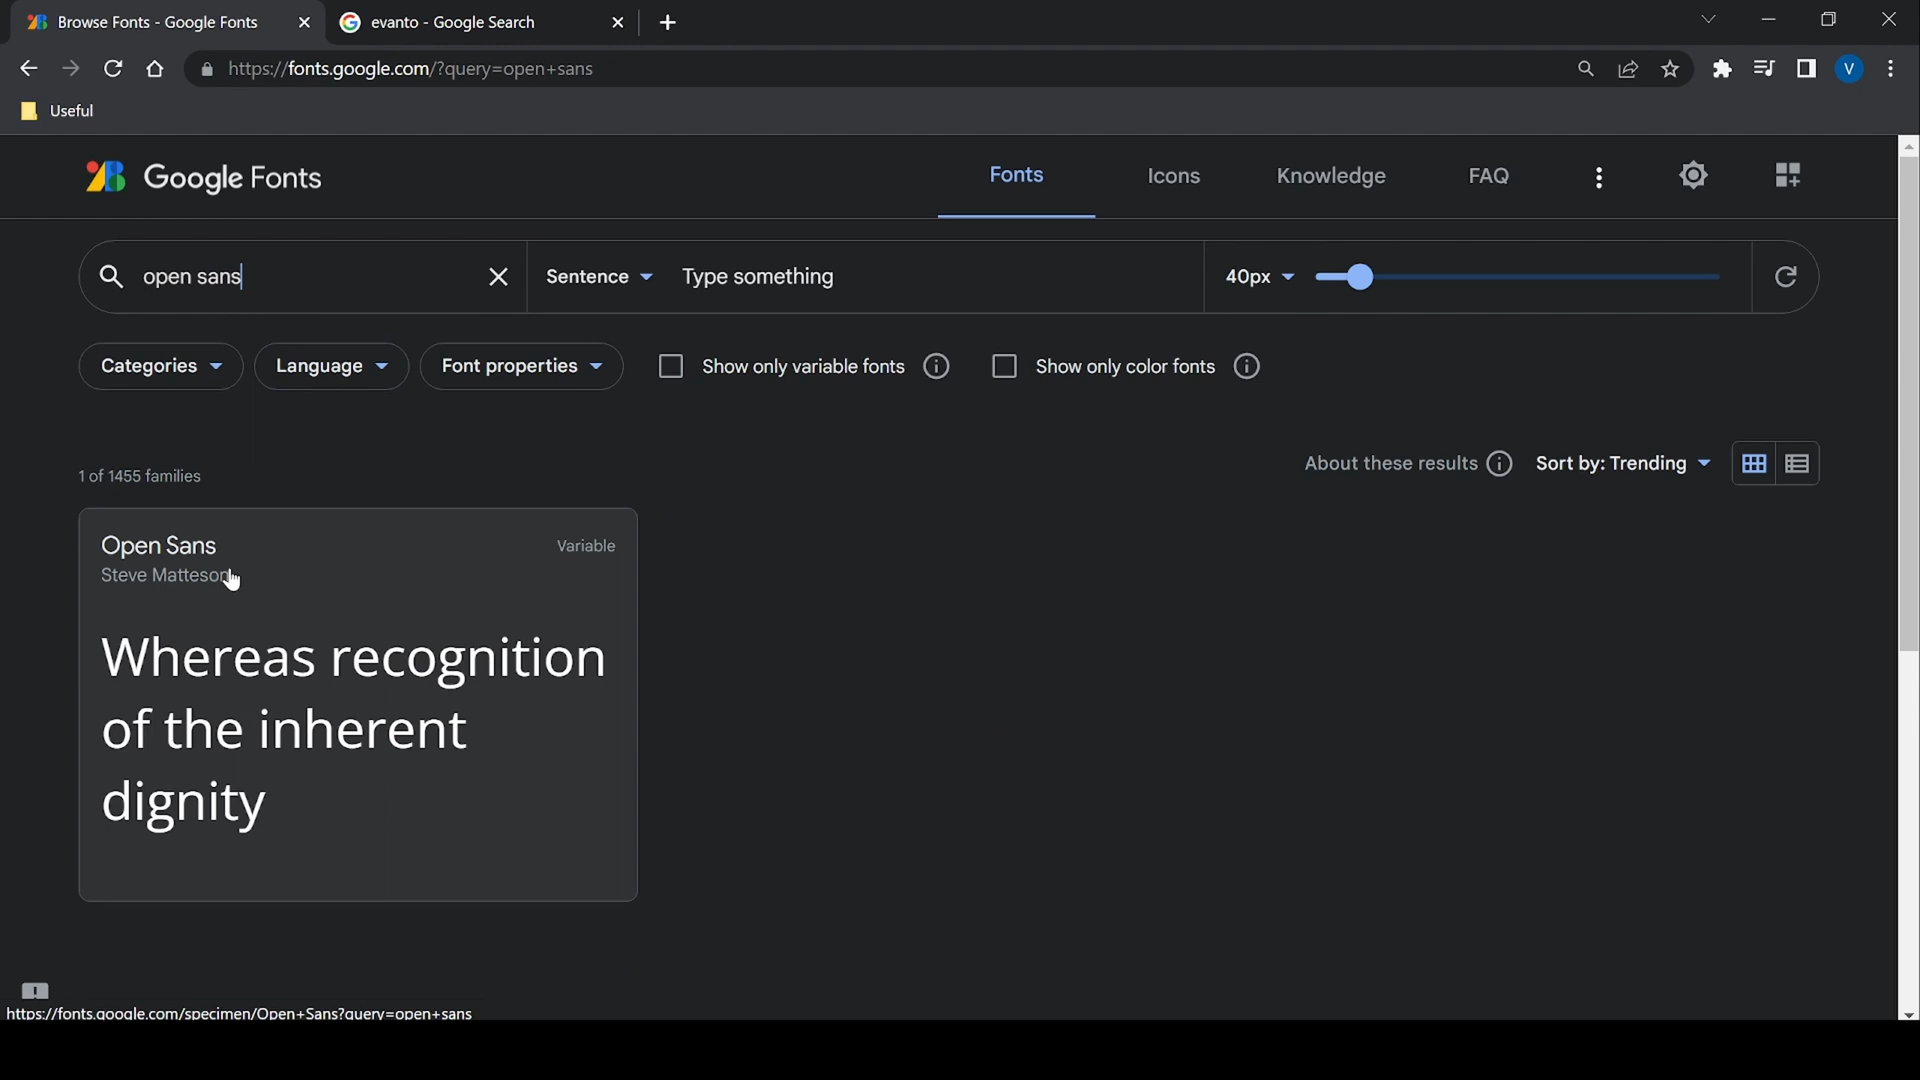 Browse Fonts - Google Fonts
evanto - Google Search
https://fonts.google.com/?query=open+sans
V
Useful
Google Fonts
Fonts
Icons
Knowledge
FAQ
open sans
Sentence
Type something
40px
Categories
Language
Font properties
Show only variable fonts
Show only color fonts
1 of 1455 families
About these results
Sort by: Trending
Open Sans
Variable
Steve Matteson
Whereas recognition
of the inherent
dignity
https://fonts.google.com/specimen/Open+Sans?query=open+sans